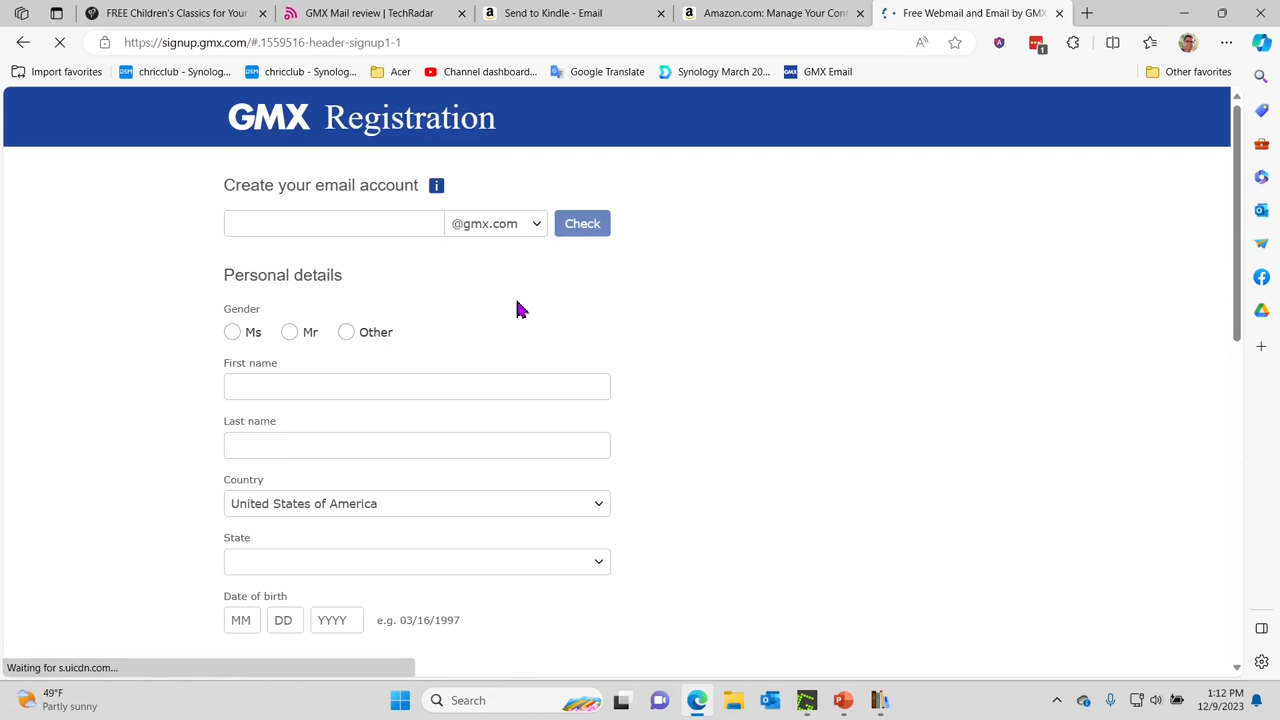 FREE Children's Classics for Your
GMX Mail review | TechRadar
Send to Kindle - Email
Amazon.com: Manage Your Cont
Free Webmail and Email by GMX
https://signup.gmx.com/#.1559516-header-signup1-1
1
Import favorites
chricclub – Synolog...
chricclub – Synolog...
Acer
Channel dashboard...
Google Translate
Synology March 20...
GMX Email
Other favorites
GMX Registration
Create your email account i
@gmx.com
Check
Personal details
Gender
Ms
Mr
Other
First name
Last name
Country
United States of America
State
Date of birth
MM
DD
YYYY
e.g. 03/16/1997
Waiting for s.uicdn.com...
49°F
Partly sunny
Search
1:12 PM
12/9/2023